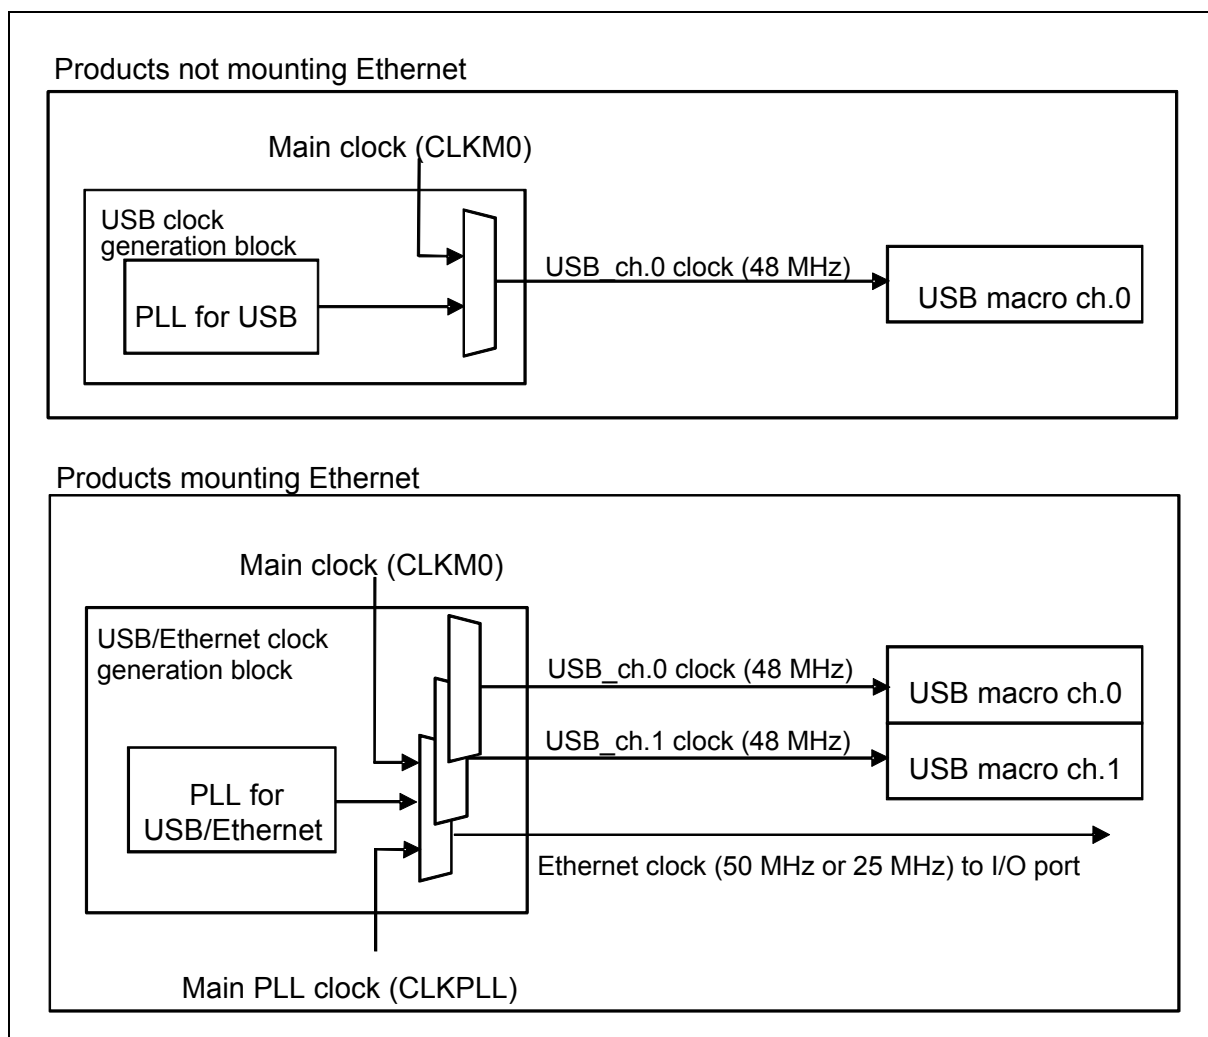 Products not mounting Ethernet
Main clock (CLKM0)
USB clock
generation block
PLL for USB
USB_ch.0 clock (48 MHz)
USB macro ch.0
Products mounting Ethernet
Main clock (CLKM0)
USB/Ethernet clock
generation block
USB_ch.0 clock (48 MHz)
USB macro ch.0
USB_ch.1 clock (48 MHz)
USB macro ch.1
PLL for
USB/Ethernet
Ethernet clock (50 MHz or 25 MHz) to I/O port
Main PLL clock (CLKPLL)